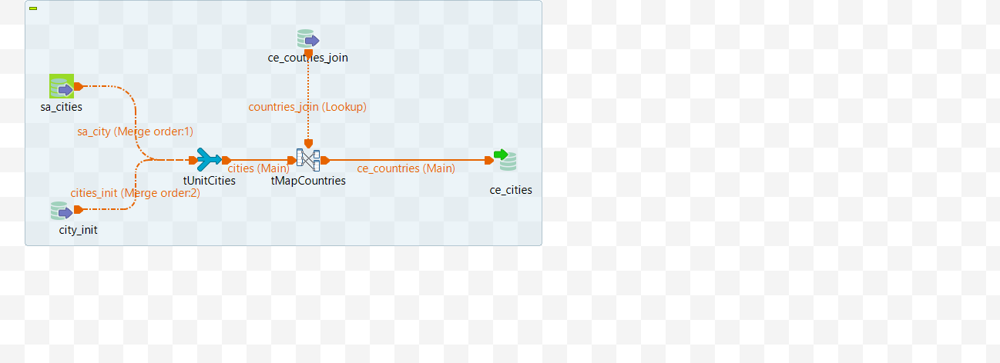 ce_coutries_join
sa_cities
countries_join (Lookup)
sa_city (Merge order:1)
cities (Main)
ce_countries (Main)
tUnitCities
tMapCountries
ce_cities
cities_init (Merge order:2)
city_init